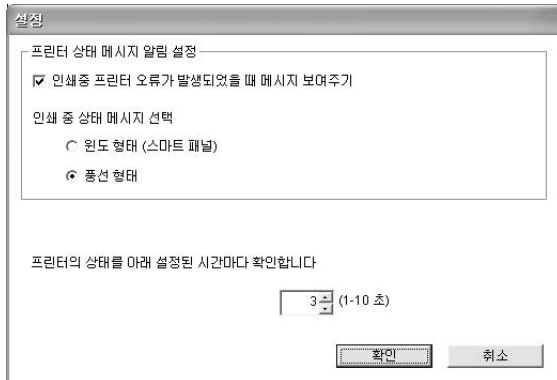 설정
프린터 상태 메시지 알림 설정
인쇄중 프린터 오류가 발생되었을 때 메시지 보여주기
인쇄 중 상태 메시지 선택
윈도 형태 (스마트 패널)
풍선 형태
프린터의 상태를 아래 설정된 시간마다 확인합니다
3 (1-10 초)
확인 취소